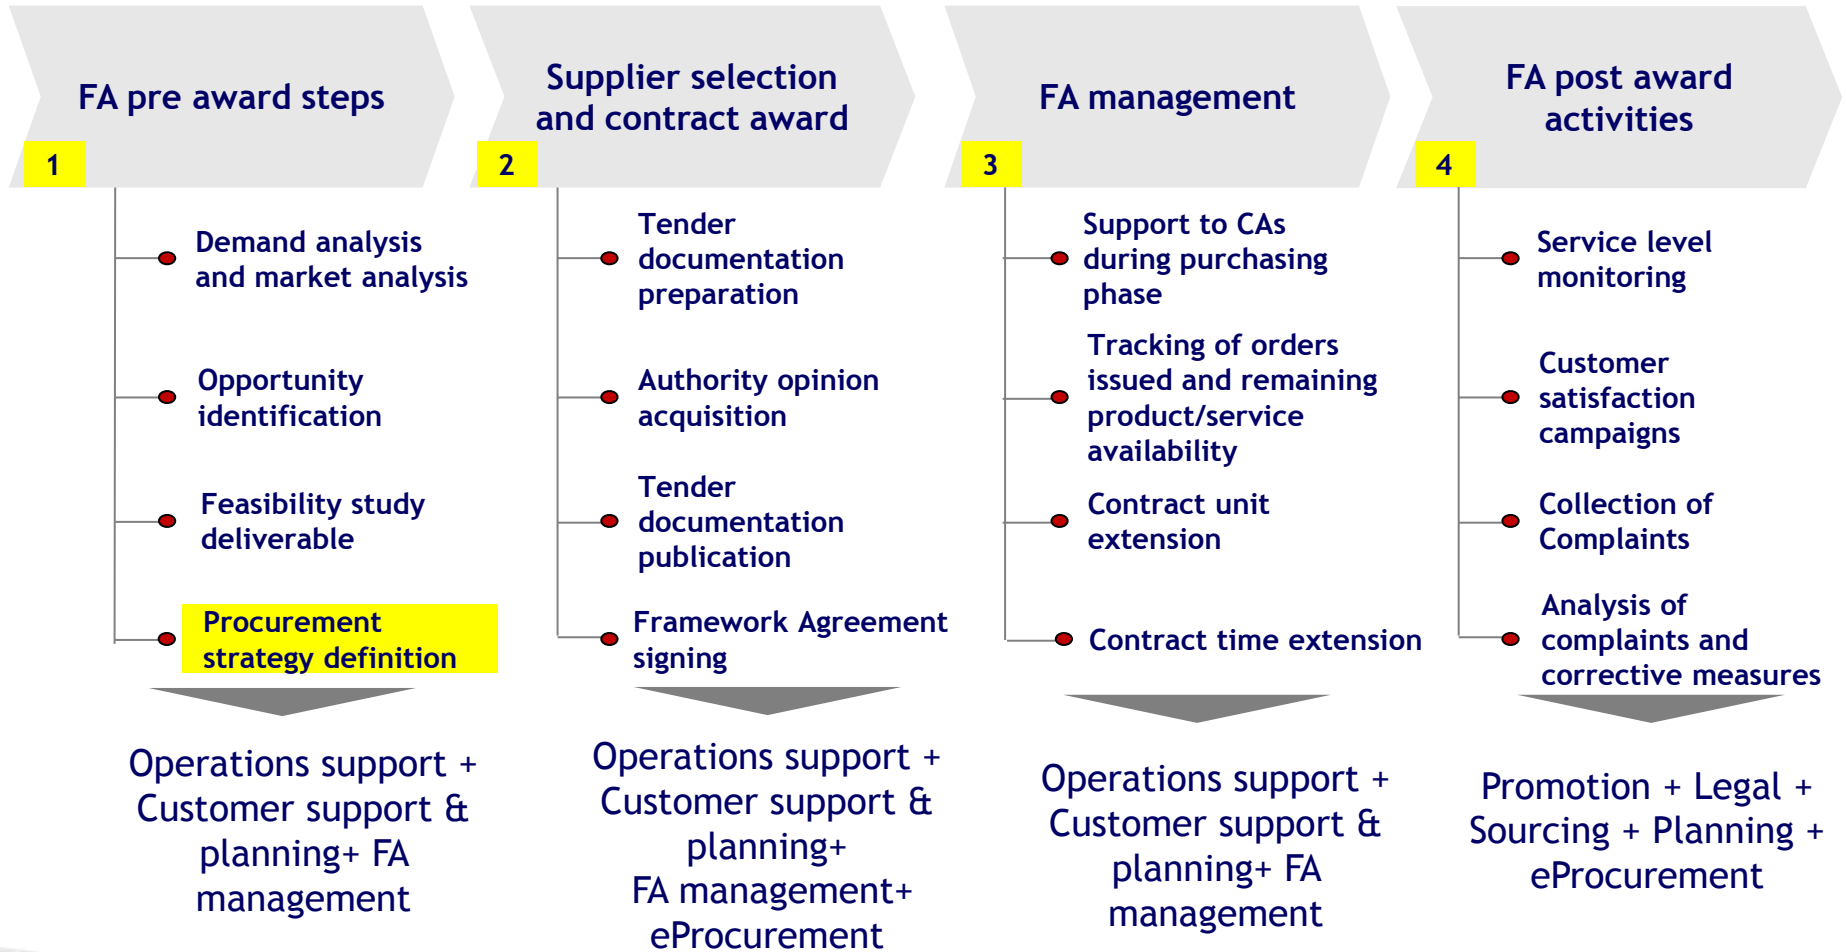 FA pre award steps
1
Demand analysis
and market analysis
Opportunity
identification
Feasibility study
deliverable
Procurement
strategy definition
Operations support +
Customer support &
planning+ FA
management
Supplier selection
and contract award
2
Tender
documentation
preparation
Authority opinion
acquisition
Tender
documentation
publication
Framework Agreement
signing
Operations support +
Customer support &
planning+
FA management+
eProcurement
FA management
3
Support to CAs
during purchasing
phase
Tracking of orders
issued and remaining
product/service
availability
Contract unit
extension
Contract time extension
Operations support +
Customer support &
planning+ FA
management
FA post award
activities
4
Service level
monitoring
Customer
satisfaction
campaigns
Collection of
Complaints
Analysis of
complaints and
corrective measures
Promotion + Legal +
Sourcing + Planning +
eProcurement